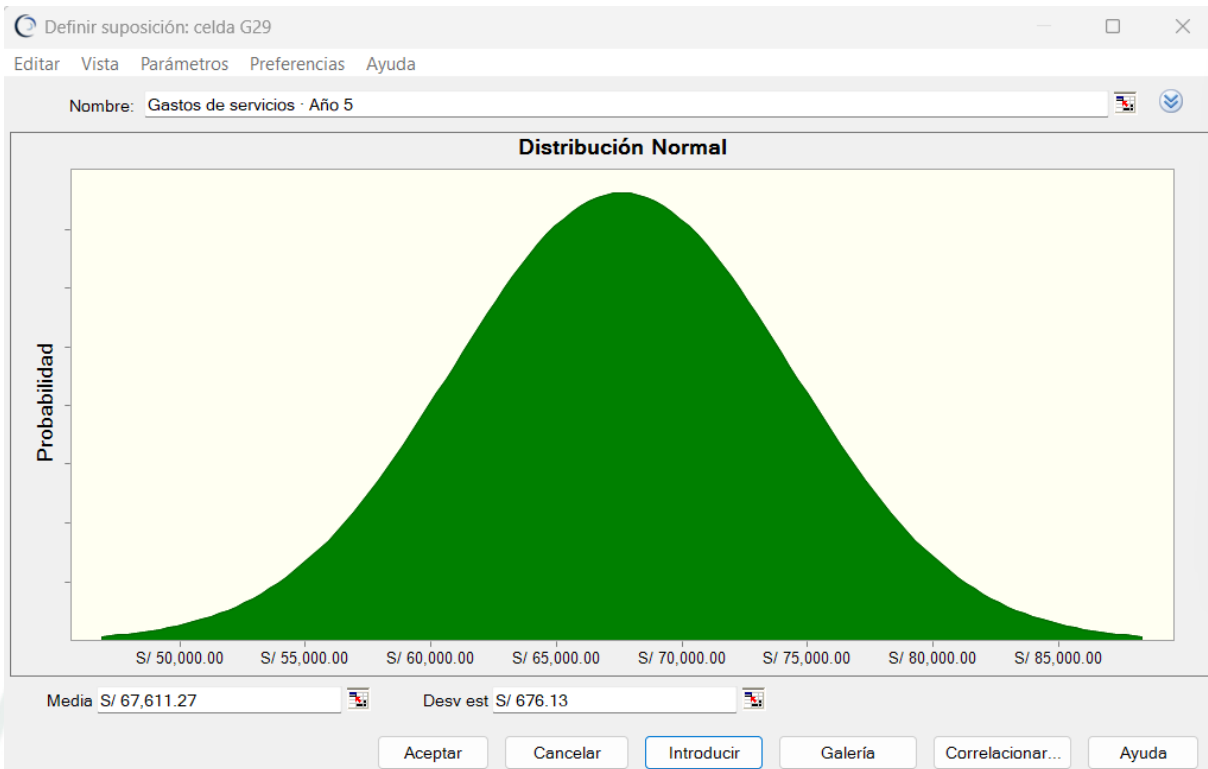 Definir suposición: celda G29
Editar Vista Parámetros Preferencias Ayuda
Nombre: Gastos de servicios · Año 5
Distribución Normal
Probabilidad
S/ 50,000.00 S/ 55,000.00 S/ 60,000.00 S/ 65,000.00 S/ 70,000.00 S/ 75,000.00 S/ 80,000.00 S/ 85,000.00
Media S/ 67,611.27 Desv est S/ 676.13
Aceptar Cancelar Introducir Galería Correlacionar... Ayuda